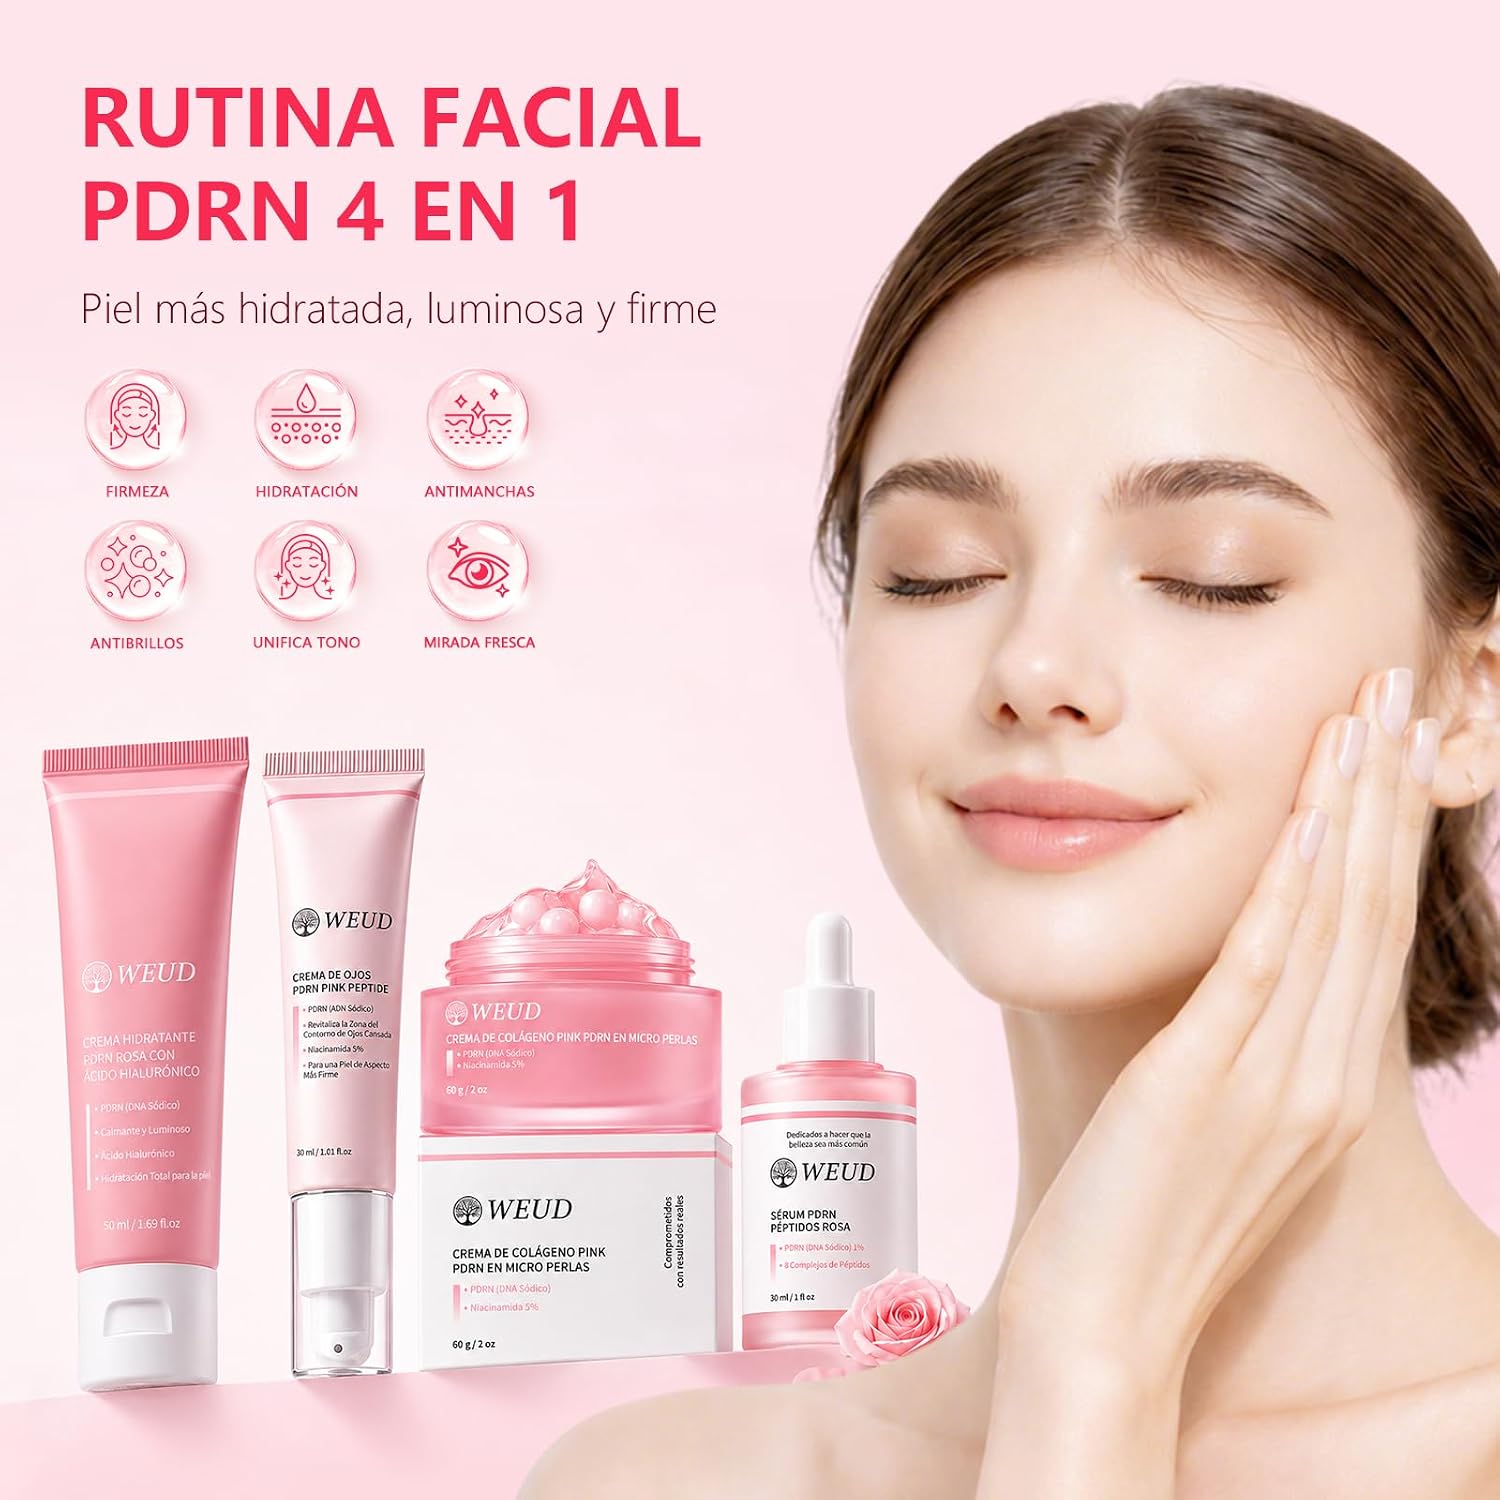 RUTINA FACIAL
PDRN 4 EN 1
Piel más hidratada, luminosa y firme
FIRMEZA
HIDRATACIÓN
ANTIMANCHAS
ANTIBRILLOS
UNIFICA TONO
MIRADA FRESCA
WEUD
CREMA HIDRATANTE
PDRN ROSA CON
ÁCIDO HIALURÓNICO
• PDRN (DNA Sódico)
• Calmante y Luminoso
• Ácido Hialurónico
• Hidratación Total para la piel
50 ml / 1.69 fl.oz
WEUD
CREMA DE OJOS
PDRN PINK PEPTIDE
• PDRN (ADN Sódico)
• Revitaliza la Zona del
Contorno de Ojos Cansada
• Niacinamida 5%
• Para una Piel de Aspecto
Más Firme
30 ml / 1.01 fl.oz
WEUD
CREMA DE COLÁGENO PINK PDRN EN MICRO PERLAS
• PDRN (DNA Sódico)
• Niacinamida 5%
60 g / 2 oz
WEUD
CREMA DE COLÁGENO PINK
PDRN EN MICRO PERLAS
• PDRN (DNA Sódico)
• Niacinamida 5%
60 g / 2 oz
Comprometidos
con resultados reales
Dedicados a hacer que la
belleza sea más común
WEUD
SÉRUM PDRN
PÉPTIDOS ROSA
• PDRN (DNA Sódico) 1%
• 8 Complejos de Péptidos
30 ml / 1 fl oz